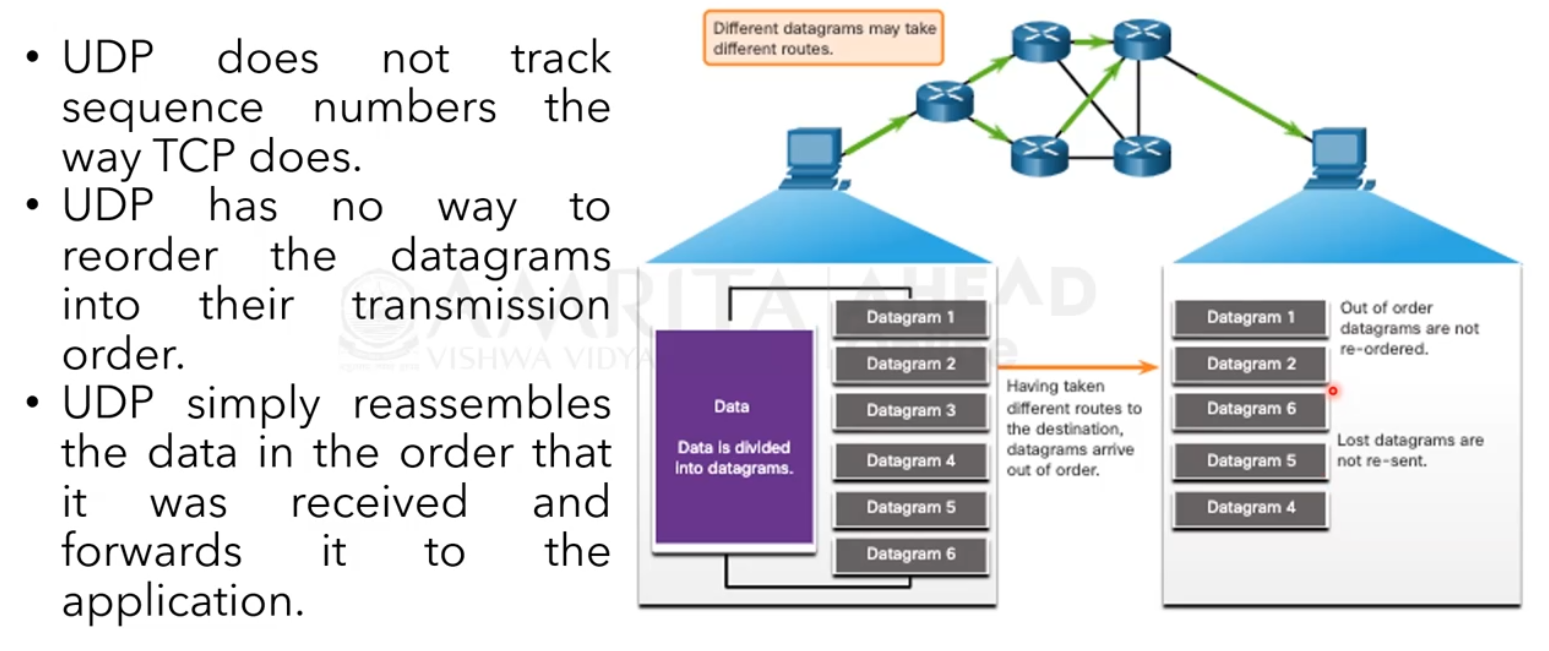 • UDP does not track
sequence numbers the
way TCP does.
• UDP has no way to
reorder the datagrams
into their transmission
order.
• UDP simply reassembles
the data in the order that
it was received and
forwards it to the
application.
Different datagrams may take
different routes.
Data
Data is divided
into datagrams.
Datagram 1
Datagram 2
Datagram 3
Datagram 4
Datagram 5
Datagram 6
Having taken
different routes to
the destination,
datagrams arrive
out of order.
Datagram 1
Datagram 2
Datagram 6
Datagram 5
Datagram 4
Out of order
datagrams are not
re-ordered.
Lost datagrams are
not re-sent.
AMRITA AHEAD
VISHWA VIDYA